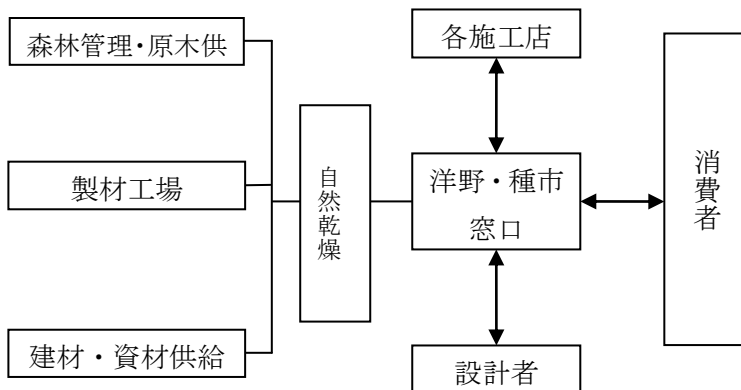 森林管理・原木供
各施工店
製材工場
自然乾燥
洋野・種市
窓口
消費者
建材・資材供給
設計者